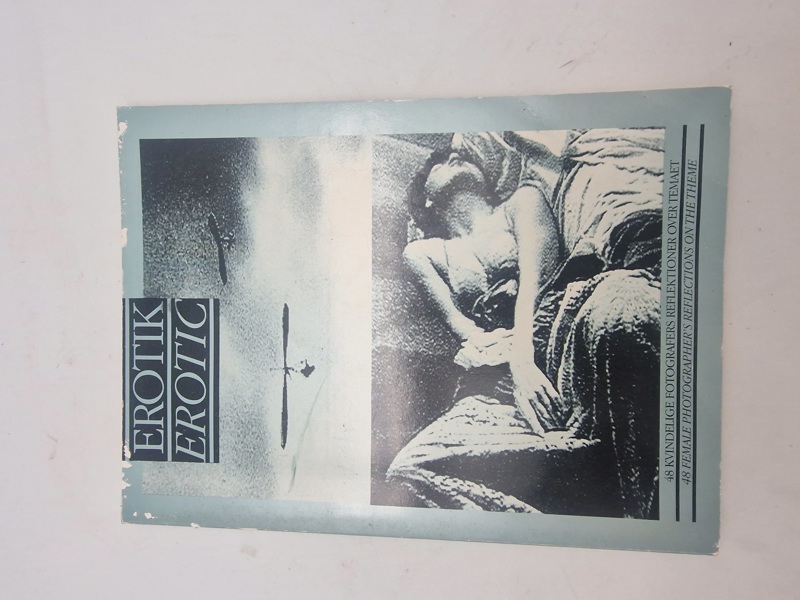 EROTIK
EROTIC
48 KVINDELIGE FOTOGRAFERS REFLEKTIONER OVER TEMAET
48 FEMALE PHOTOGRAPHER'S REFLECTIONS ON THE THEME